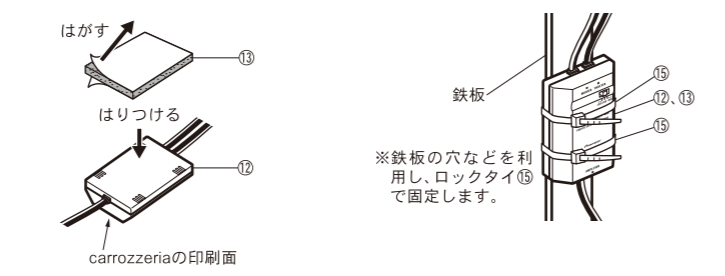 はがす
⑬
はりつける
⑫
carrozzeriaの印刷面
鉄板
⑮
⑫、⑬
⑮
※鉄板の穴などを利
用し、ロックタイ⑮
で固定します。